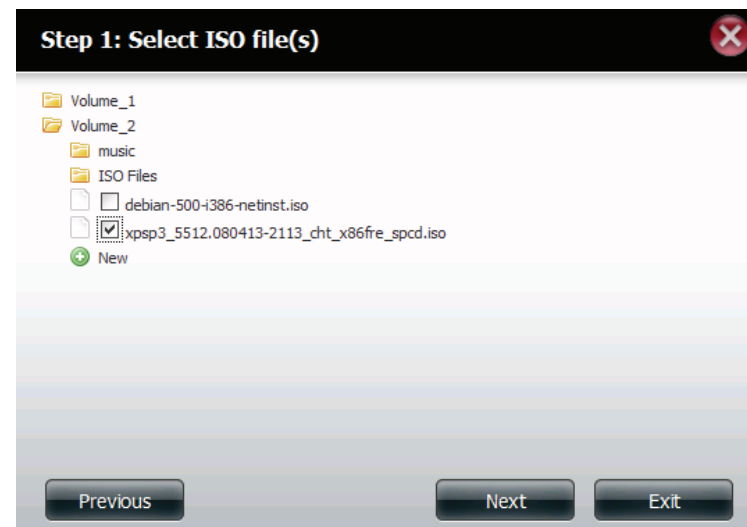 Step 1: Select ISO file(s)
Volume_1
Volume_2
music
ISO Files
debian-500-i386-netinst.iso
xpsp3_5512.080413-2113_cht_x86fre_spcd.iso
New
Previous Next Exit